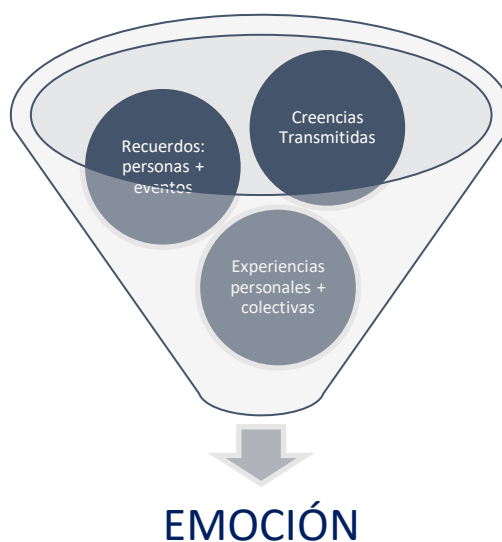 Creencias
Transmitidas
Recuerdos:
personas +
eventos
Experiencias
personales +
colectivas
EMOCIÓN